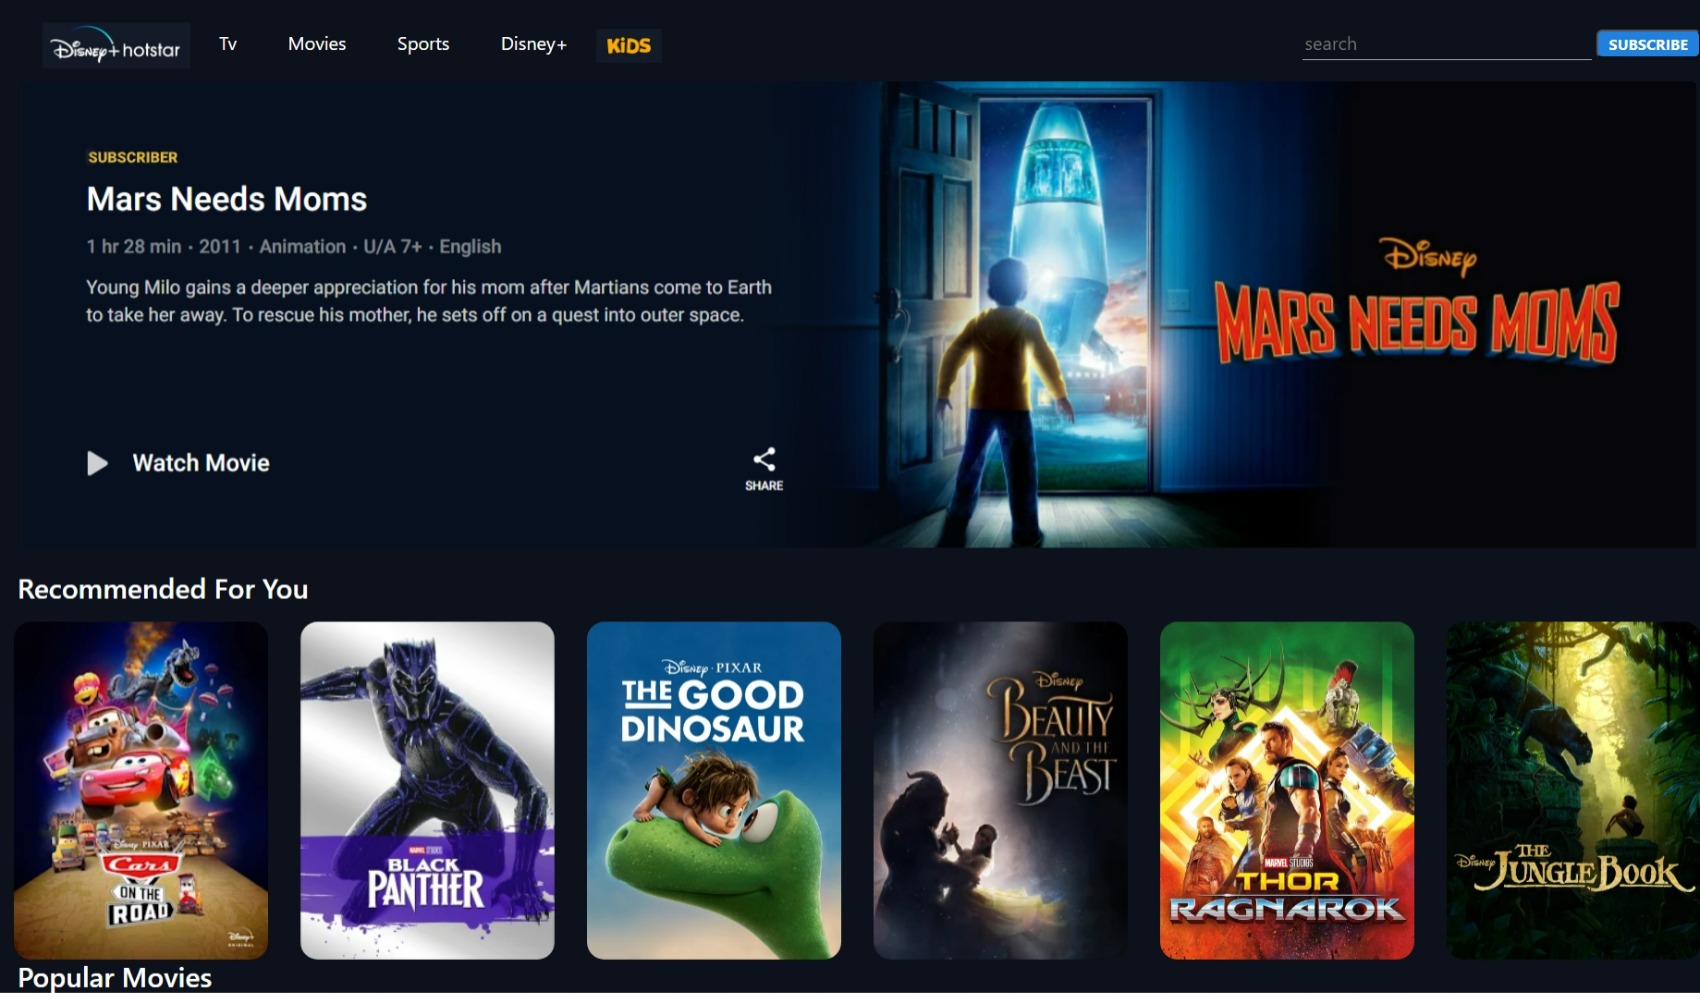 Disney+ hotstar
Tv
Movies
Sports
Disney+
KiDS
search
SUBSCRIBE
SUBSCRIBER
Mars Needs Moms
1 hr 28 min · 2011 · Animation · U/A 7+ · English
Young Milo gains a deeper appreciation for his mom after Martians come to Earth
to take her away. To rescue his mother, he sets off on a quest into outer space.
Watch Movie
SHARE
Disney
MARS NEEDS MOMS
Recommended For You
Disney · PIXAR
Cars
ON THE
ROAD
Disney+
ORIGINAL
MARVEL STUDIOS
BLACK
PANTHER
Disney · PIXAR
THE GOOD
DINOSAUR
Disney
BEAUTY
AND THE
BEAST
MARVEL STUDIOS
THOR
RAGNAROK
Disney
THE
JUNGLE BOOK
Popular Movies